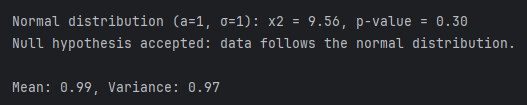 Normal distribution (a=1, σ=1): x2 = 9.56, p-value = 0.30
Null hypothesis accepted: data follows the normal distribution.
Mean: 0.99, Variance: 0.97